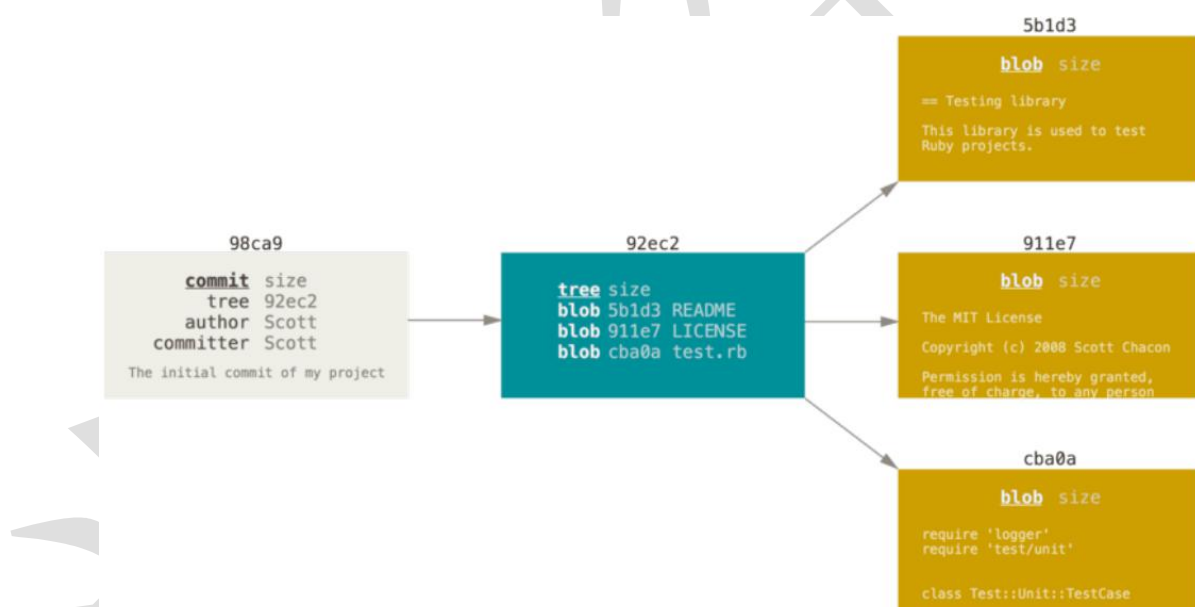 5b1d3
blob size
== Testing library
This library is used to test
Ruby projects.
98ca9
commit size
tree 92ec2
author Scott
committer Scott
The initial commit of my project
92ec2
tree size
blob 5b1d3 README
blob 911e7 LICENSE
blob cba0a test.rb
911e7
blob size
The MIT License
Copyright (c) 2008 Scott Chacon
Permission is hereby granted,
free of charge, to any person
cba0a
blob size
require 'logger'
require 'test/unit'
class Test::Unit::TestCase